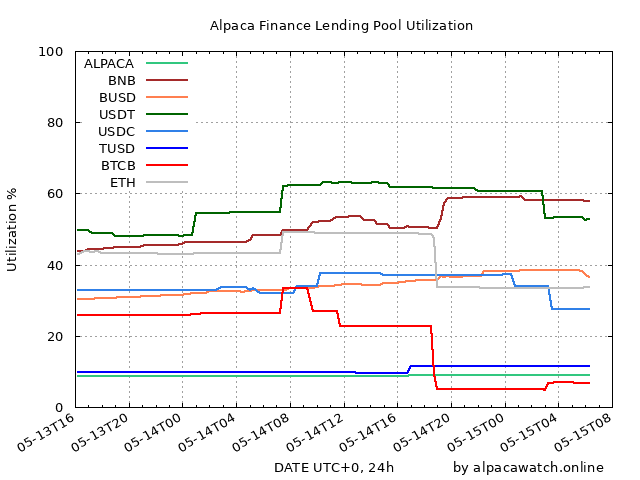 Alpaca Finance Lending Pool Utilization
Utilization %
100
80
60
40
20
0
ALPACA
BNB
BUSD
USDT
USDC
TUSD
BTCB
ETH
05-13T16
05-13T20
05-14T00
05-14T04
05-14T08
05-14T12
05-14T16
05-14T20
05-15T00
05-15T04
05-15T08
DATE UTC+0, 24h
by alpacawatch.online